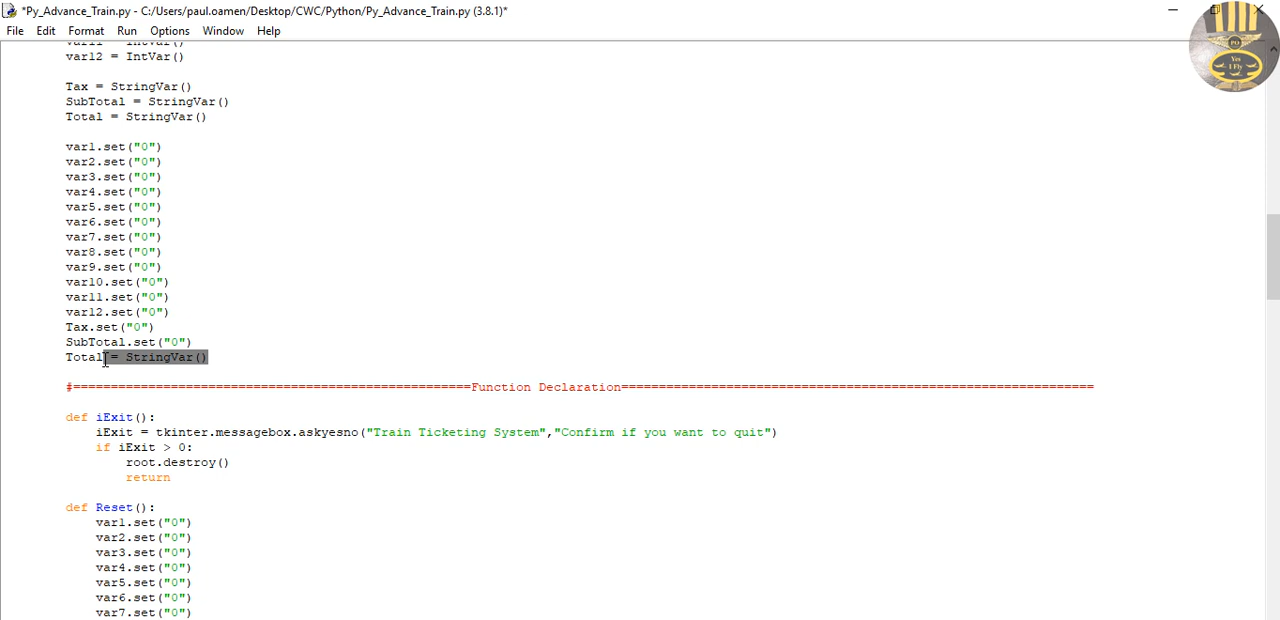 *Py_Advance_Train.py - C:/Users/paul.oamen/Desktop/CWC/Python/Py_Advance_Train.py (3.8.1)*
File Edit Format Run Options Window Help
var11 = IntVar()
var12 = IntVar()
Tax = StringVar()
SubTotal = StringVar()
Total = StringVar()
var1.set("0")
var2.set("0")
var3.set("0")
var4.set("0")
var5.set("0")
var6.set("0")
var7.set("0")
var8.set("0")
var9.set("0")
var10.set("0")
var11.set("0")
var12.set("0")
Tax.set("0")
SubTotal.set("0")
Total = StringVar()
#=====================================================Function Declaration===============================================================
def iExit():
iExit = tkinter.messagebox.askyesno("Train Ticketing System","Confirm if you want to quit")
if iExit > 0:
root.destroy()
return
def Reset():
var1.set("0")
var2.set("0")
var3.set("0")
var4.set("0")
var5.set("0")
var6.set("0")
var7.set("0")
PO
Yes
I Fly